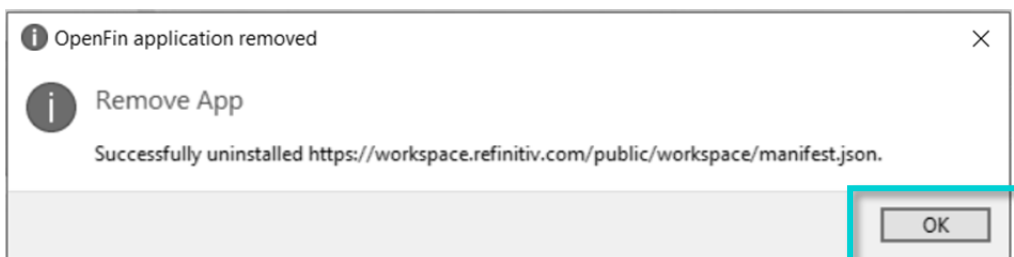 OpenFin application removed
Remove App
Successfully uninstalled https://workspace.refinitiv.com/public/workspace/manifest.json.
OK